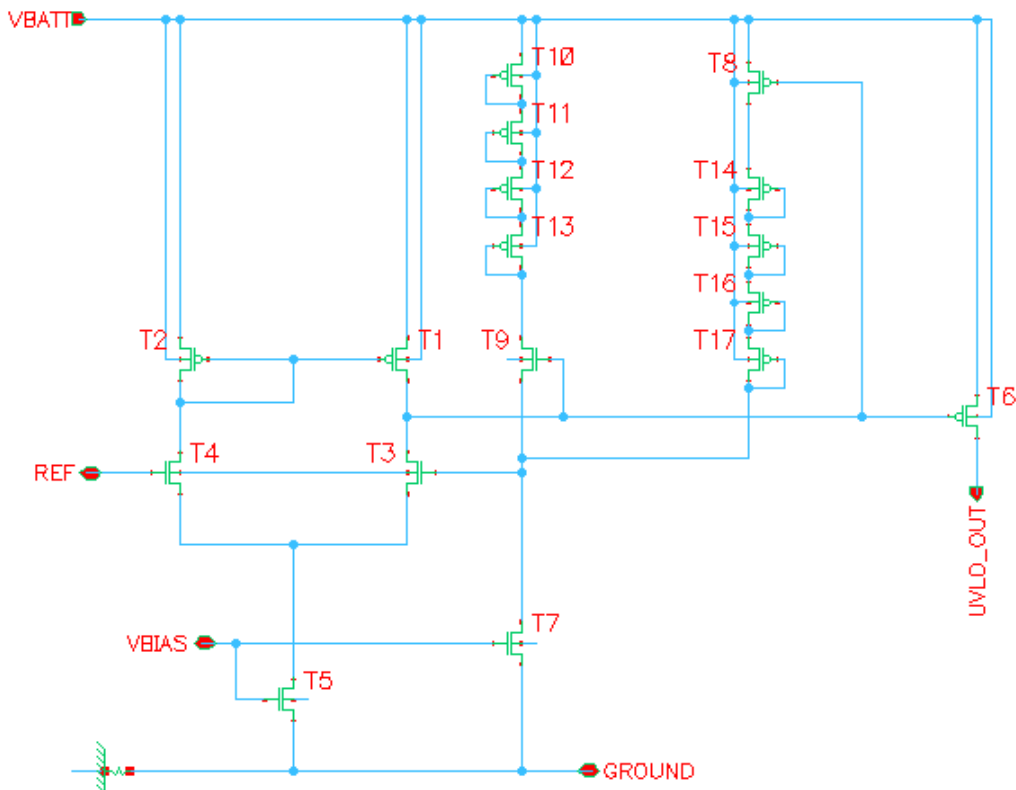 VBATT
T10
T8
T11
T12
T14
T13
T15
T16
T2
T1
T9
T17
T6
T4
T3
REF
UVLO_OUT
T7
VBIAS
T5
GROUND